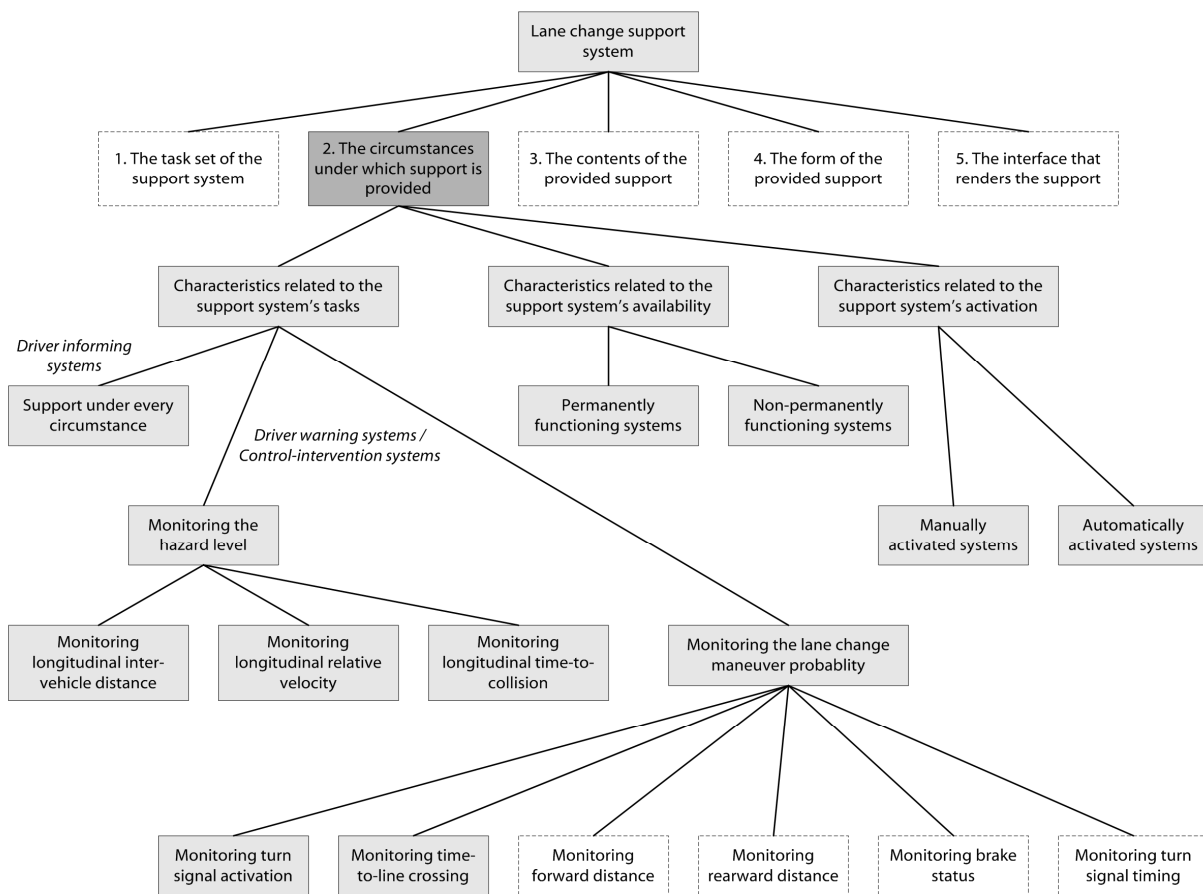 Lane change support
system
1. The task set of the
support system
2. The circumstances
under which support is
provided
3. The contents of the
provided support
4. The form of the
provided support
5. The interface that
renders the support
Characteristics related to the
support system's tasks
Characteristics related to the
support system's availability
Characteristics related to the
support system's activation
Driver informing
systems
Support under every
circumstance
Permanently
functioning systems
Non-permanently
functioning systems
Driver warning systems /
Control-intervention systems
Monitoring the
hazard level
Manually
activated systems
Automatically
activated systems
Monitoring
longitudinal inter-
vehicle distance
Monitoring
longitudinal relative
velocity
Monitoring
longitudinal time-to-
collision
Monitoring the lane change
maneuver probablity
Monitoring turn
signal activation
Monitoring time-
to-line crossing
Monitoring
forward distance
Monitoring
rearward distance
Monitoring brake
status
Monitoring turn
signal timing